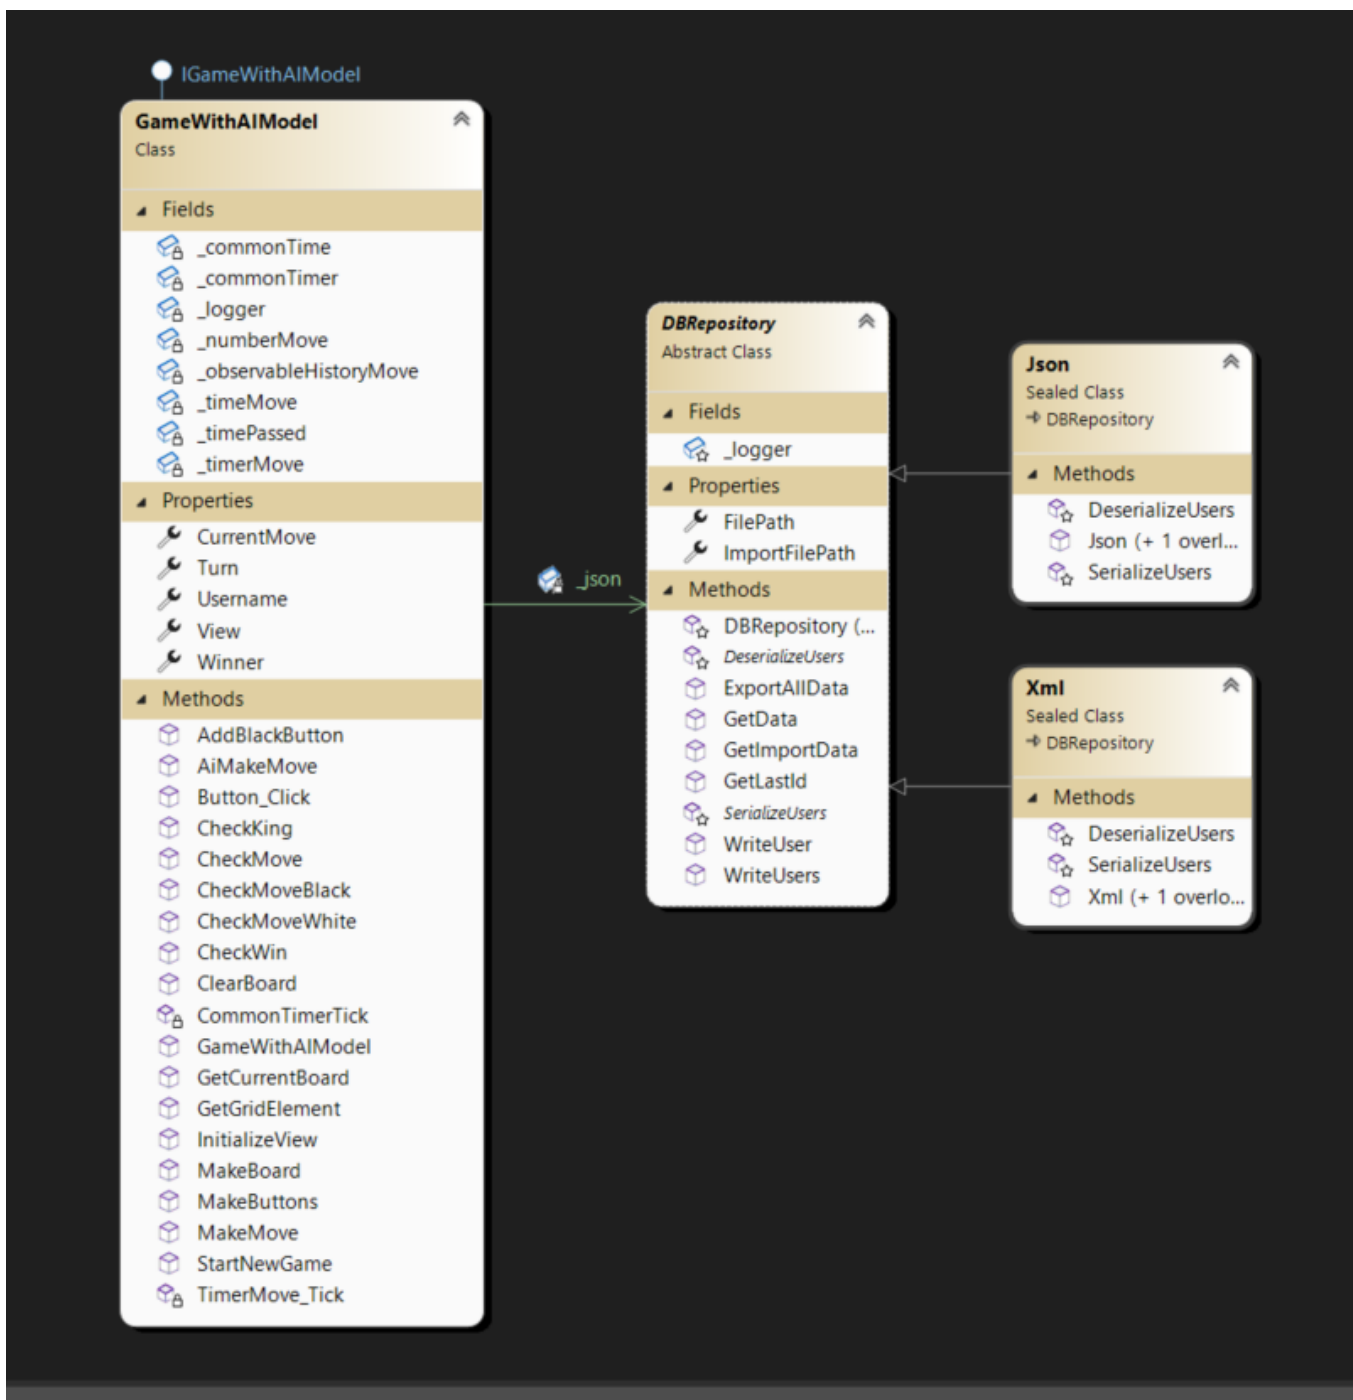 IGameWithAIModel
GameWithAIModel
Class
Fields
_commonTime
_commonTimer
_logger
_numberMove
_observableHistoryMove
_timeMove
_timePassed
_timerMove
Properties
CurrentMove
Turn
Username
View
Winner
Methods
AddBlackButton
AiMakeMove
Button_Click
CheckKing
CheckMove
CheckMoveBlack
CheckMoveWhite
CheckWin
ClearBoard
CommonTimerTick
GameWithAIModel
GetCurrentBoard
GetGridElement
InitializeView
MakeBoard
MakeButtons
MakeMove
StartNewGame
TimerMove_Tick
_json
DBRepository
Abstract Class
Fields
_logger
Properties
FilePath
ImportFilePath
Methods
DBRepository (...
DeserializeUsers
ExportAllData
GetData
GetImportData
GetLastId
SerializeUsers
WriteUser
WriteUsers
Json
Sealed Class
DBRepository
Methods
DeserializeUsers
Json (+ 1 overl...
SerializeUsers
Xml
Sealed Class
DBRepository
Methods
DeserializeUsers
SerializeUsers
Xml (+ 1 overlo...